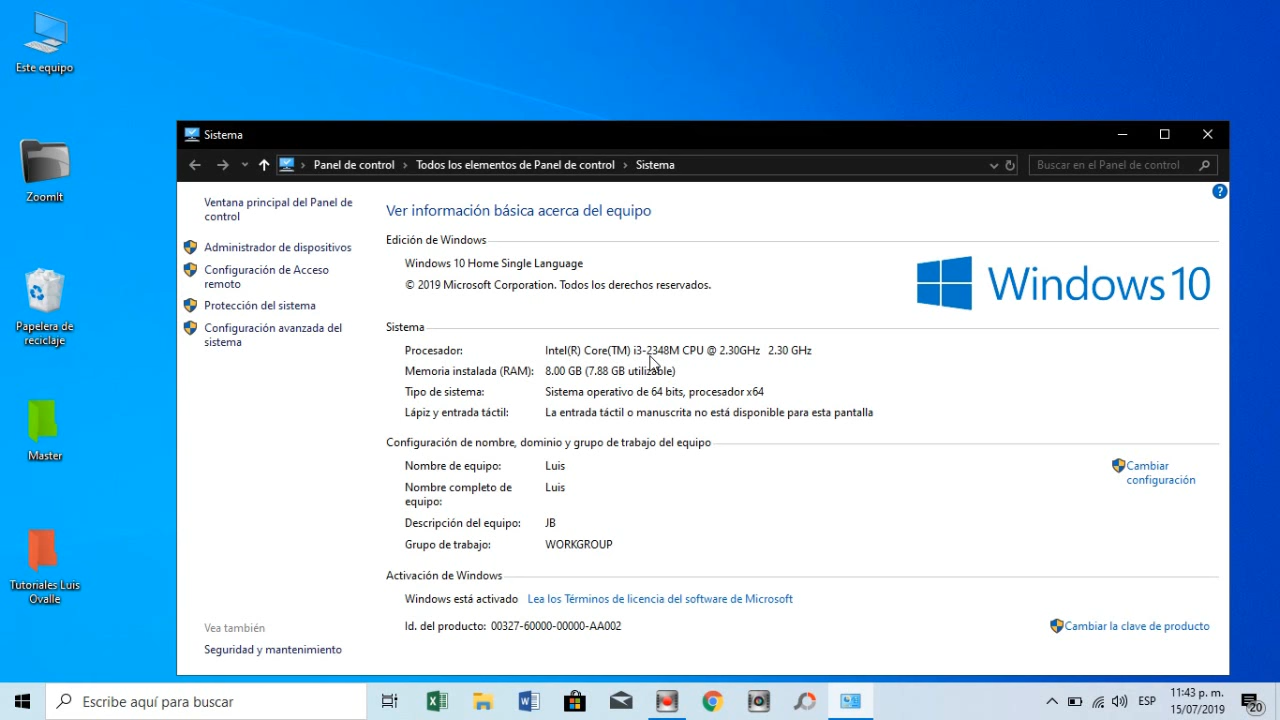 Este equipo
ZoomIt
Papelera de
reciclaje
Master
Tutoriales Luis
Ovalle
Sistema
Panel de control
Todos los elementos de Panel de control
Sistema
Buscar en el Panel de control
?
Ventana principal del Panel de
control
Administrador de dispositivos
Configuración de Acceso
remoto
Protección del sistema
Configuración avanzada del
sistema
Vea también
Seguridad y mantenimiento
Ver información básica acerca del equipo
Edición de Windows
Windows 10 Home Single Language
© 2019 Microsoft Corporation. Todos los derechos reservados.
Windows 10
Sistema
Procesador: Intel(R) Core(TM) i3-2348M CPU @ 2.30GHz 2.30 GHz
Memoria instalada (RAM): 8.00 GB (7.88 GB utilizable)
Tipo de sistema: Sistema operativo de 64 bits, procesador x64
Lápiz y entrada táctil: La entrada táctil o manuscrita no está disponible para esta pantalla
Configuración de nombre, dominio y grupo de trabajo del equipo
Nombre de equipo: Luis
Nombre completo de Luis
equipo:
Descripción del equipo: JB
Grupo de trabajo: WORKGROUP
Cambiar
configuración
Activación de Windows
Windows está activado Lea los Términos de licencia del software de Microsoft
Id. del producto: 00327-60000-00000-AA002
Cambiar la clave de producto
Escribe aquí para buscar
ESP
11:43 p. m.
15/07/2019
20